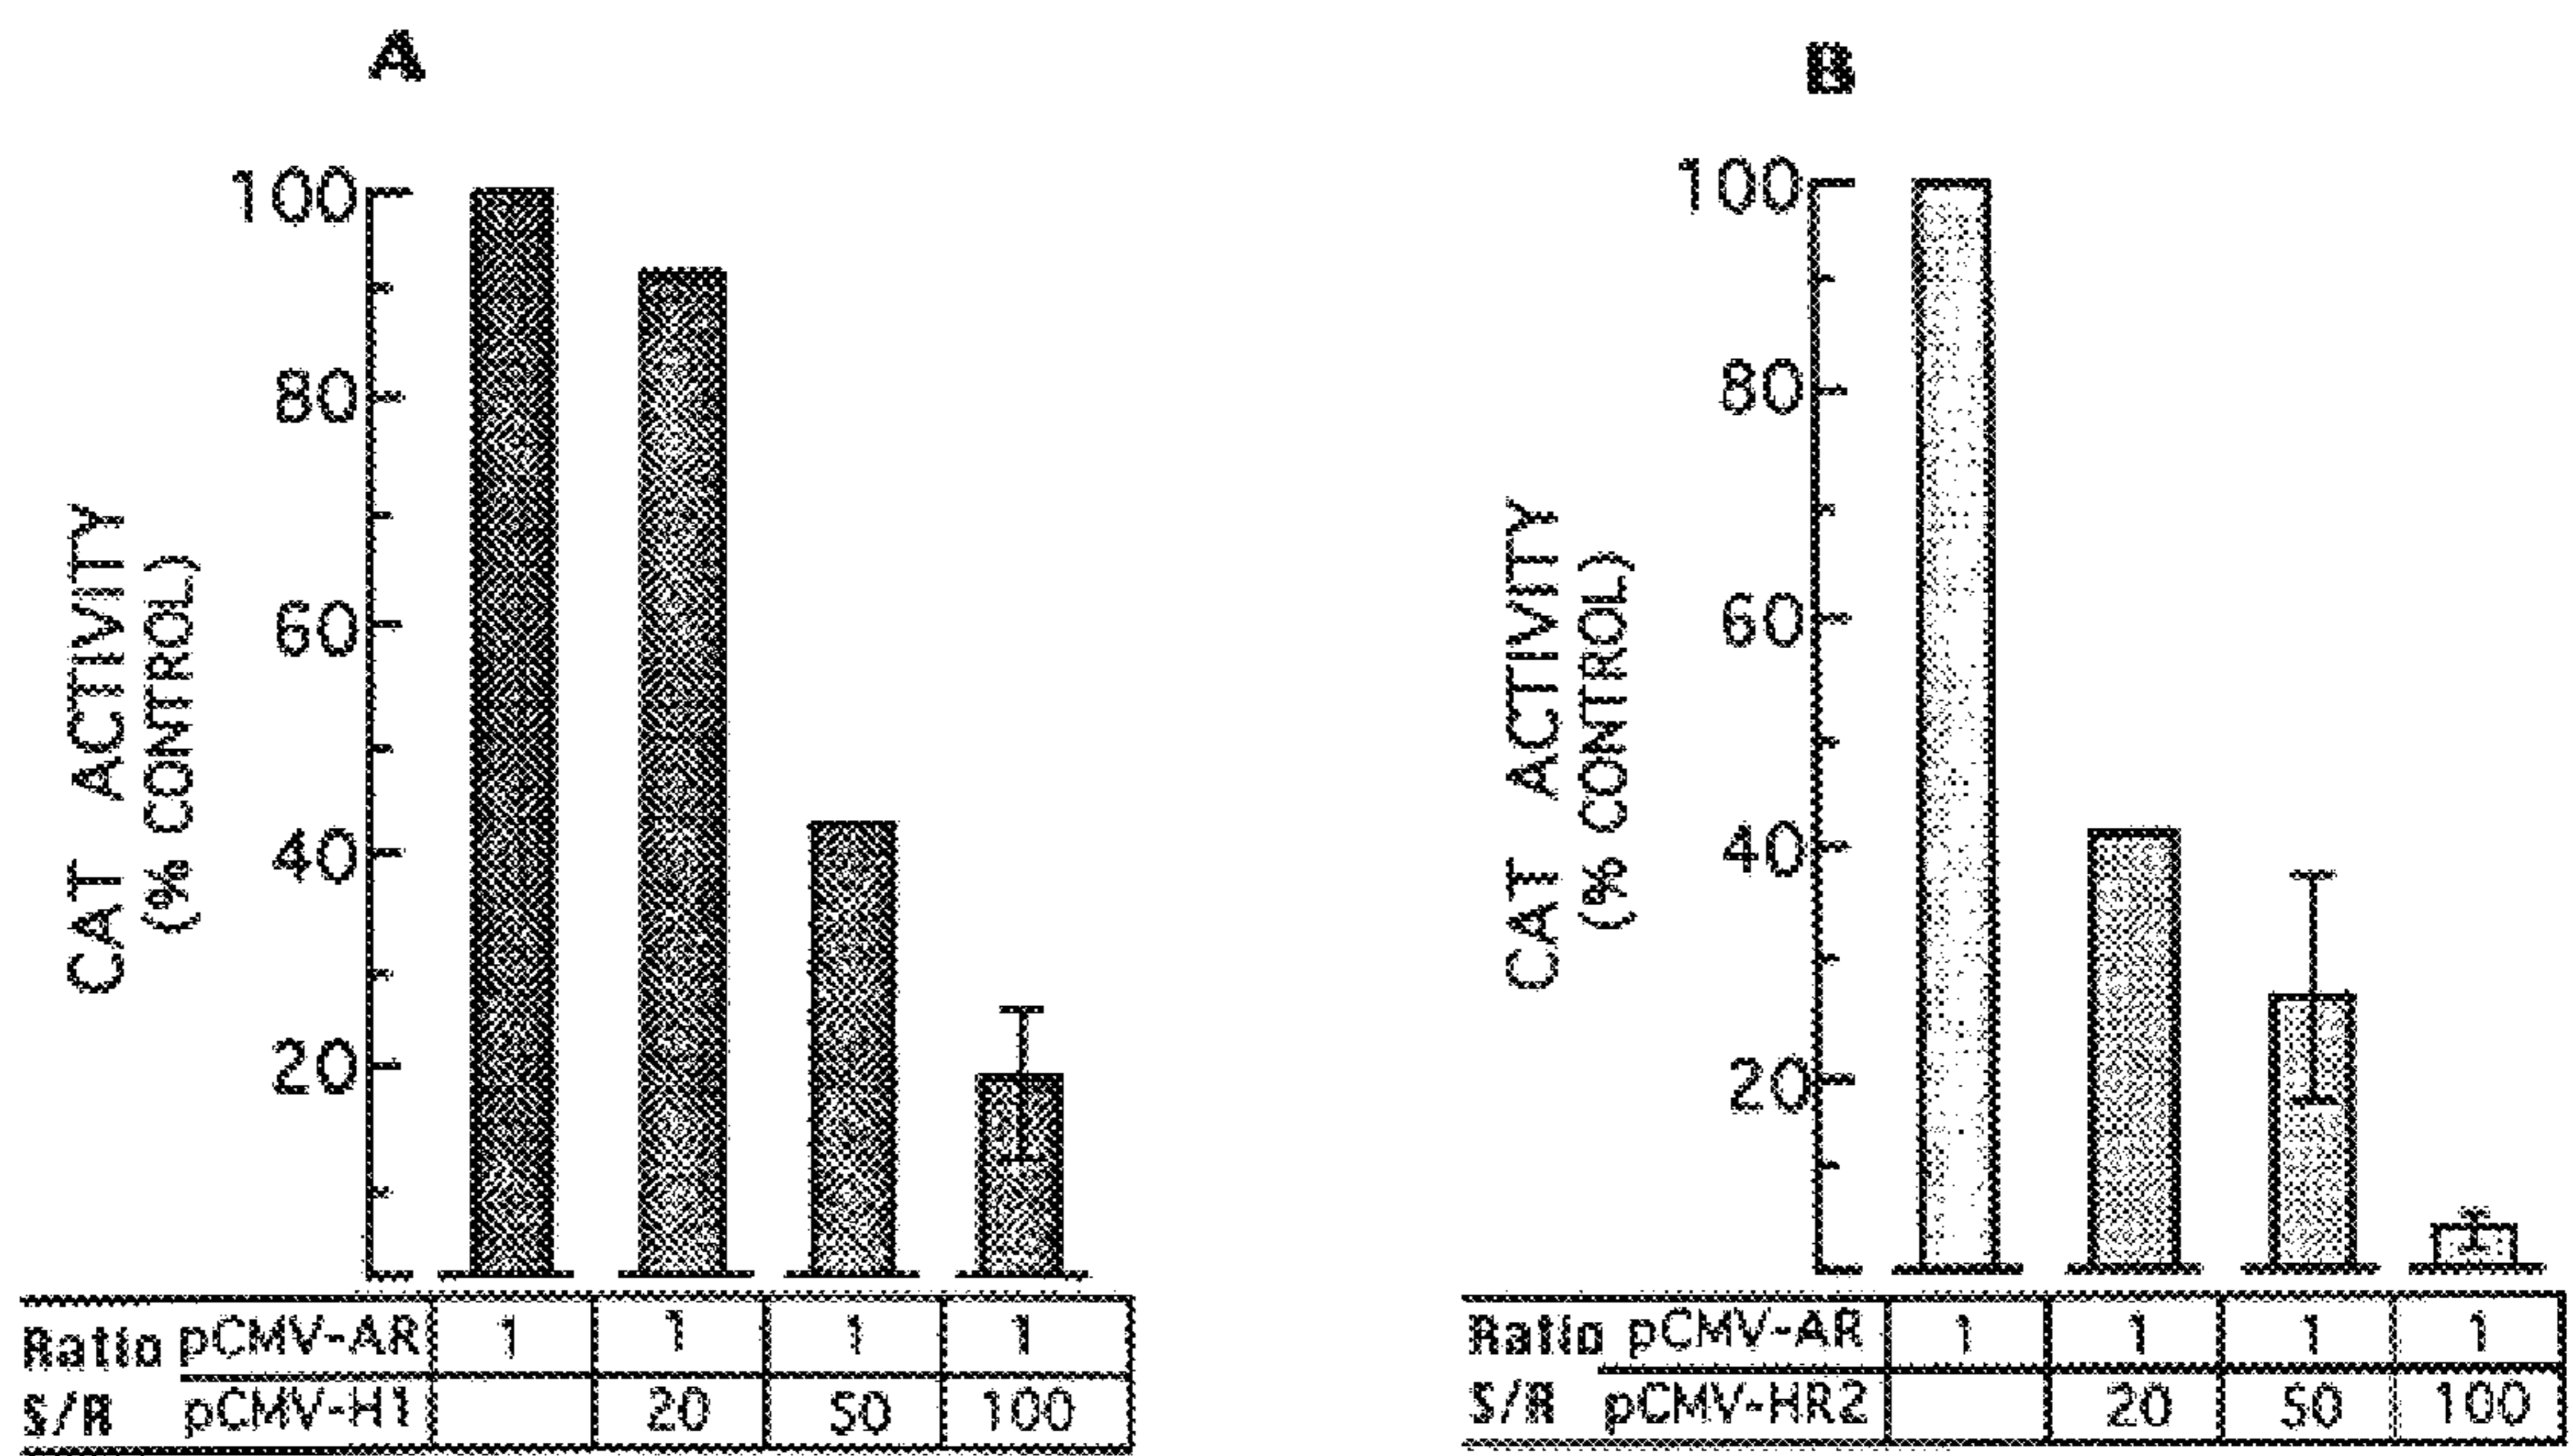 A
100
80
60
40
20
CAT ACTIVITY
(% CONTROL)
Ratio pCMV-AR 1 1 1 1
S/R pCMV-H1 20 50 100
B
100
80
60
40
20
CAT ACTIVITY
(% CONTROL)
Ratio pCMV-AR 1 1 1 1
S/R pCMV-HR2 20 50 100